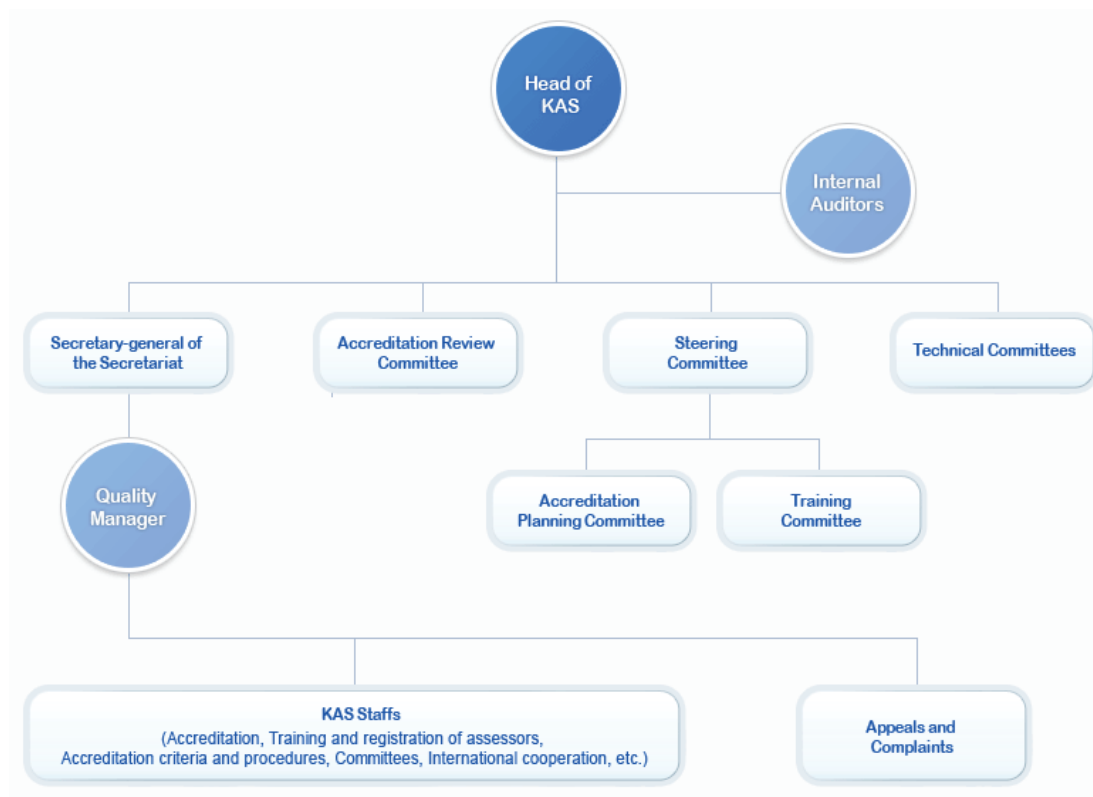 Head of
KAS
Internal
Auditors
Secretary-general of
the Secretariat
Accreditation Review
Committee
Steering
Committee
Technical Committees
Quality
Manager
Accreditation
Planning Committee
Training
Committee
KAS Staffs
(Accreditation, Training and registration of assessors,
Accreditation criteria and procedures, Committees, International cooperation, etc.)
Appeals and
Complaints